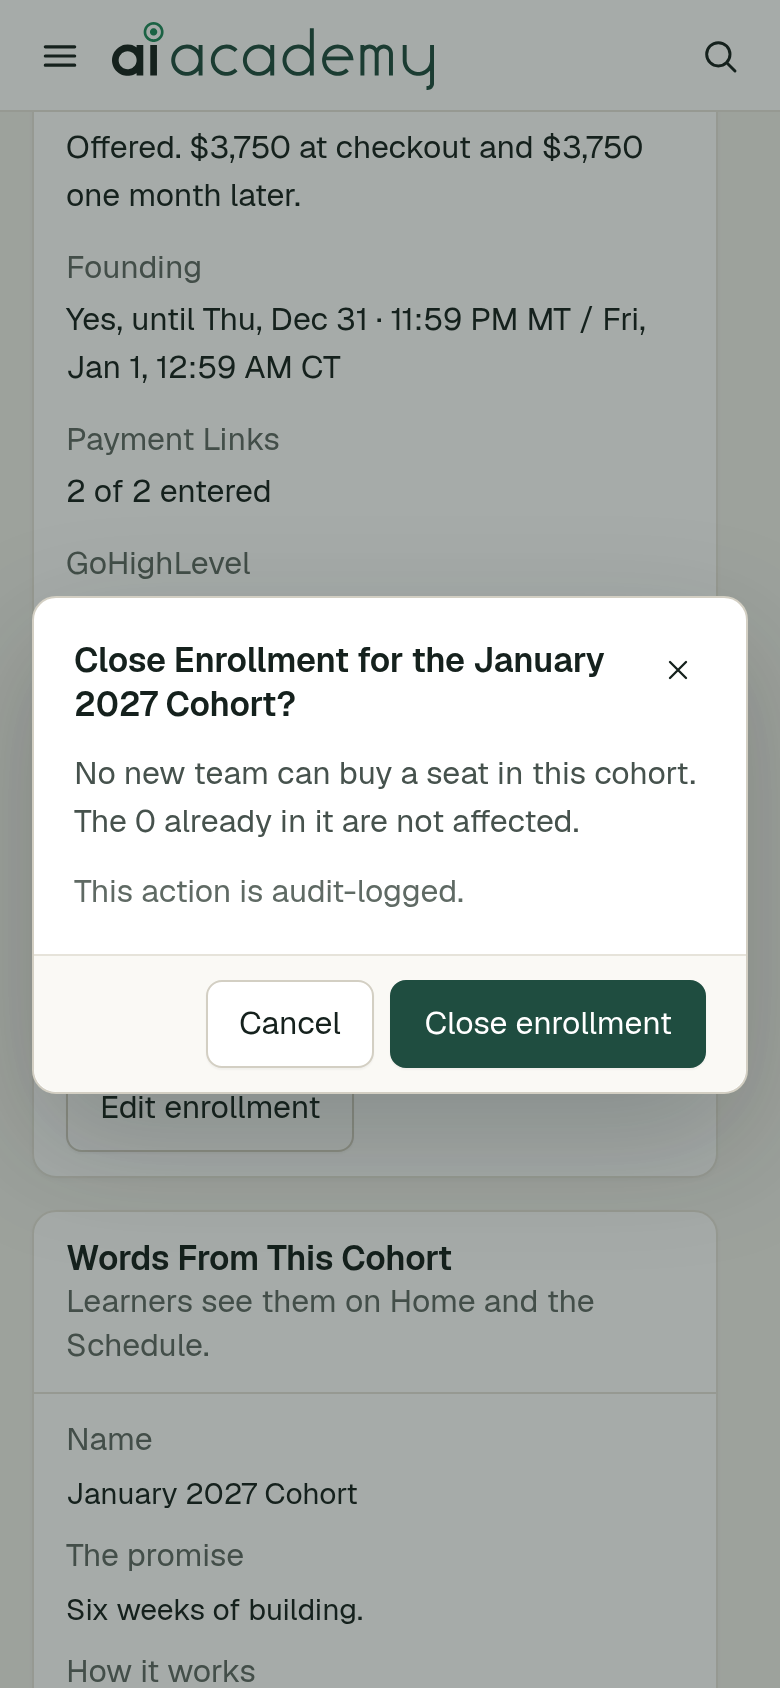 ai academy
Offered. $3,750 at checkout and $3,750
one month later.
Founding
Yes, until Thu, Dec 31 · 11:59 PM MT / Fri,
Jan 1, 12:59 AM CT
Payment Links
2 of 2 entered
GoHighLevel
Close Enrollment for the January
2027 Cohort?
No new team can buy a seat in this cohort.
The 0 already in it are not affected.
This action is audit-logged.
Cancel
Close enrollment
Edit enrollment
Words From This Cohort
Learners see them on Home and the
Schedule.
Name
January 2027 Cohort
The promise
Six weeks of building.
How it works